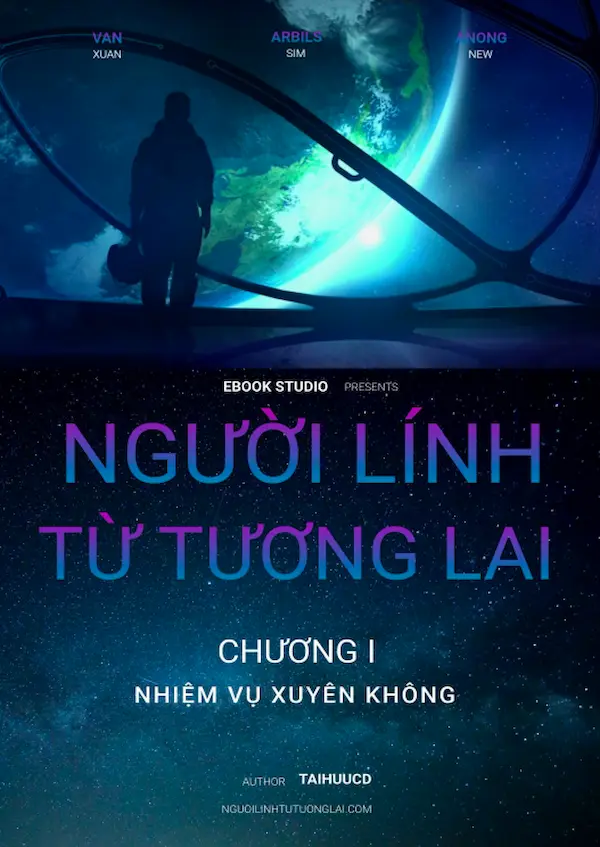 VAN
XUAN
ARBILS
SIM
ANONG
NEW
EBOOK STUDIO PRESENTS
NGƯỜI LÍNH
TỪ TƯƠNG LAI
CHƯƠNG I
NHIỆM VỤ XUYÊN KHÔNG
AUTHOR TAIHUUCD
NGUOILINHTUTUONGLAI.COM